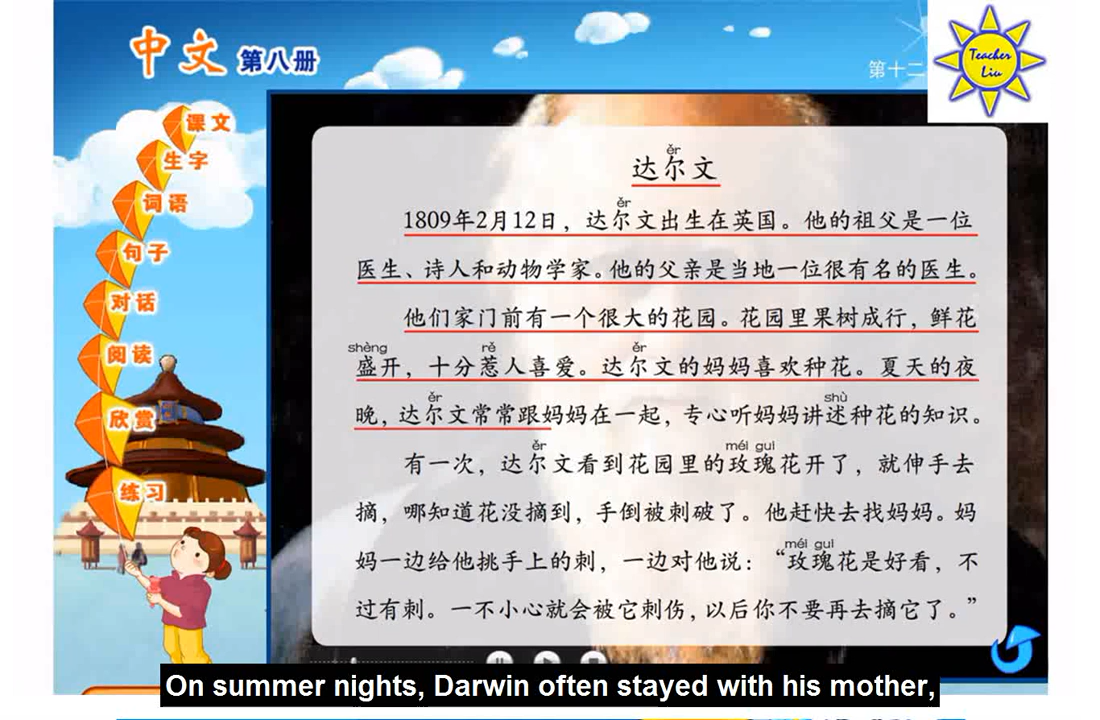 中文 第八册
第十二
Teacher
Liu
课文
生字
词语
句子
对话
阅读
欣赏
练习
ěr
达尔文
ěr
1809年2月12日，达尔文出生在英国。他的祖父是一位
医生、诗人和动物学家。他的父亲是当地一位很有名的医生。
他们家门前有一个很大的花园。花园里果树成行，鲜花
shèng rě ěr
盛开，十分惹人喜爱。达尔文的妈妈喜欢种花。夏天的夜
ěr shù
晚，达尔文常常跟妈妈在一起，专心听妈妈讲述种花的知识。
ěr méi gui
有一次，达尔文看到花园里的玫瑰花开了，就伸手去
摘，哪知道花没摘到，手倒被刺破了。他赶快去找妈妈。妈
méi gui
妈一边给他挑手上的刺，一边对他说：“玫瑰花是好看，不
过有刺。一不小心就会被它刺伤，以后你不要再去摘它了。”
On summer nights, Darwin often stayed with his mother,